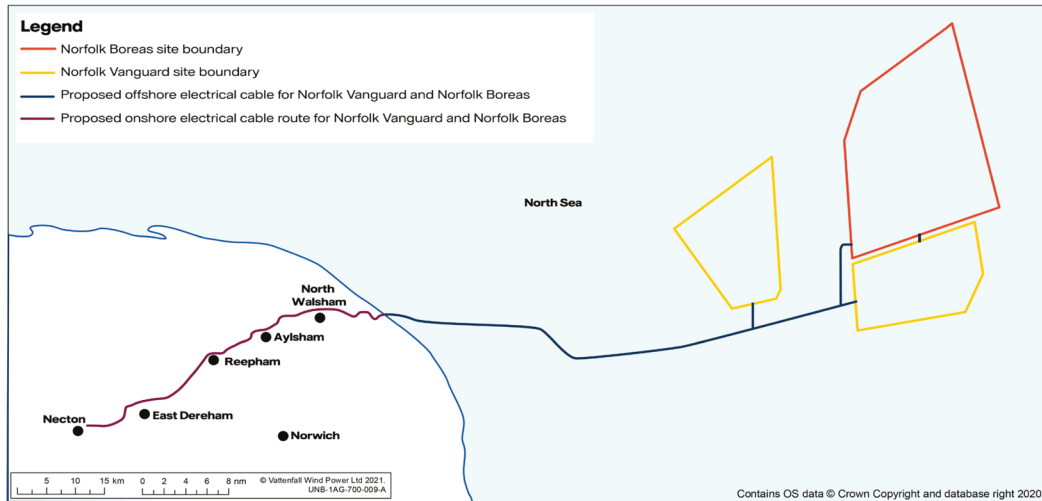 Legend
Norfolk Boreas site boundary
Norfolk Vanguard site boundary
Proposed offshore electrical cable for Norfolk Vanguard and Norfolk Boreas
Proposed onshore electrical cable route for Norfolk Vanguard and Norfolk Boreas
North Sea
North
Walsham
Aylsham
Reepham
Necton
East Dereham
Norwich
5 10 15 km 0 2 4 6 8 nm
© Vattenfall Wind Power Ltd 2021.
UNB-1AG-700-009-A
Contains OS data © Crown Copyright and database right 2020